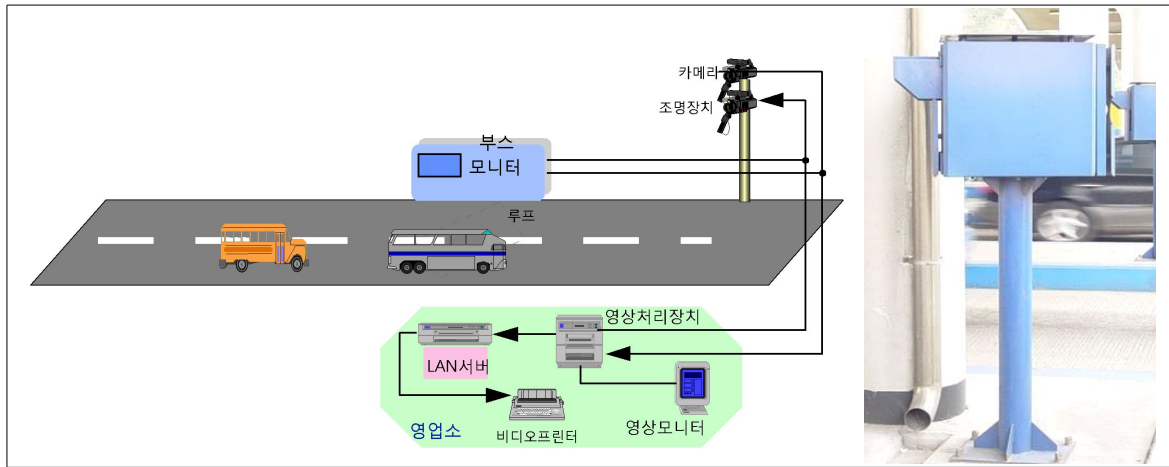 카메라
조명장치
부스
모니터
루프
영상처리장치
LAN서버
영업소
비디오프린터
영상모니터